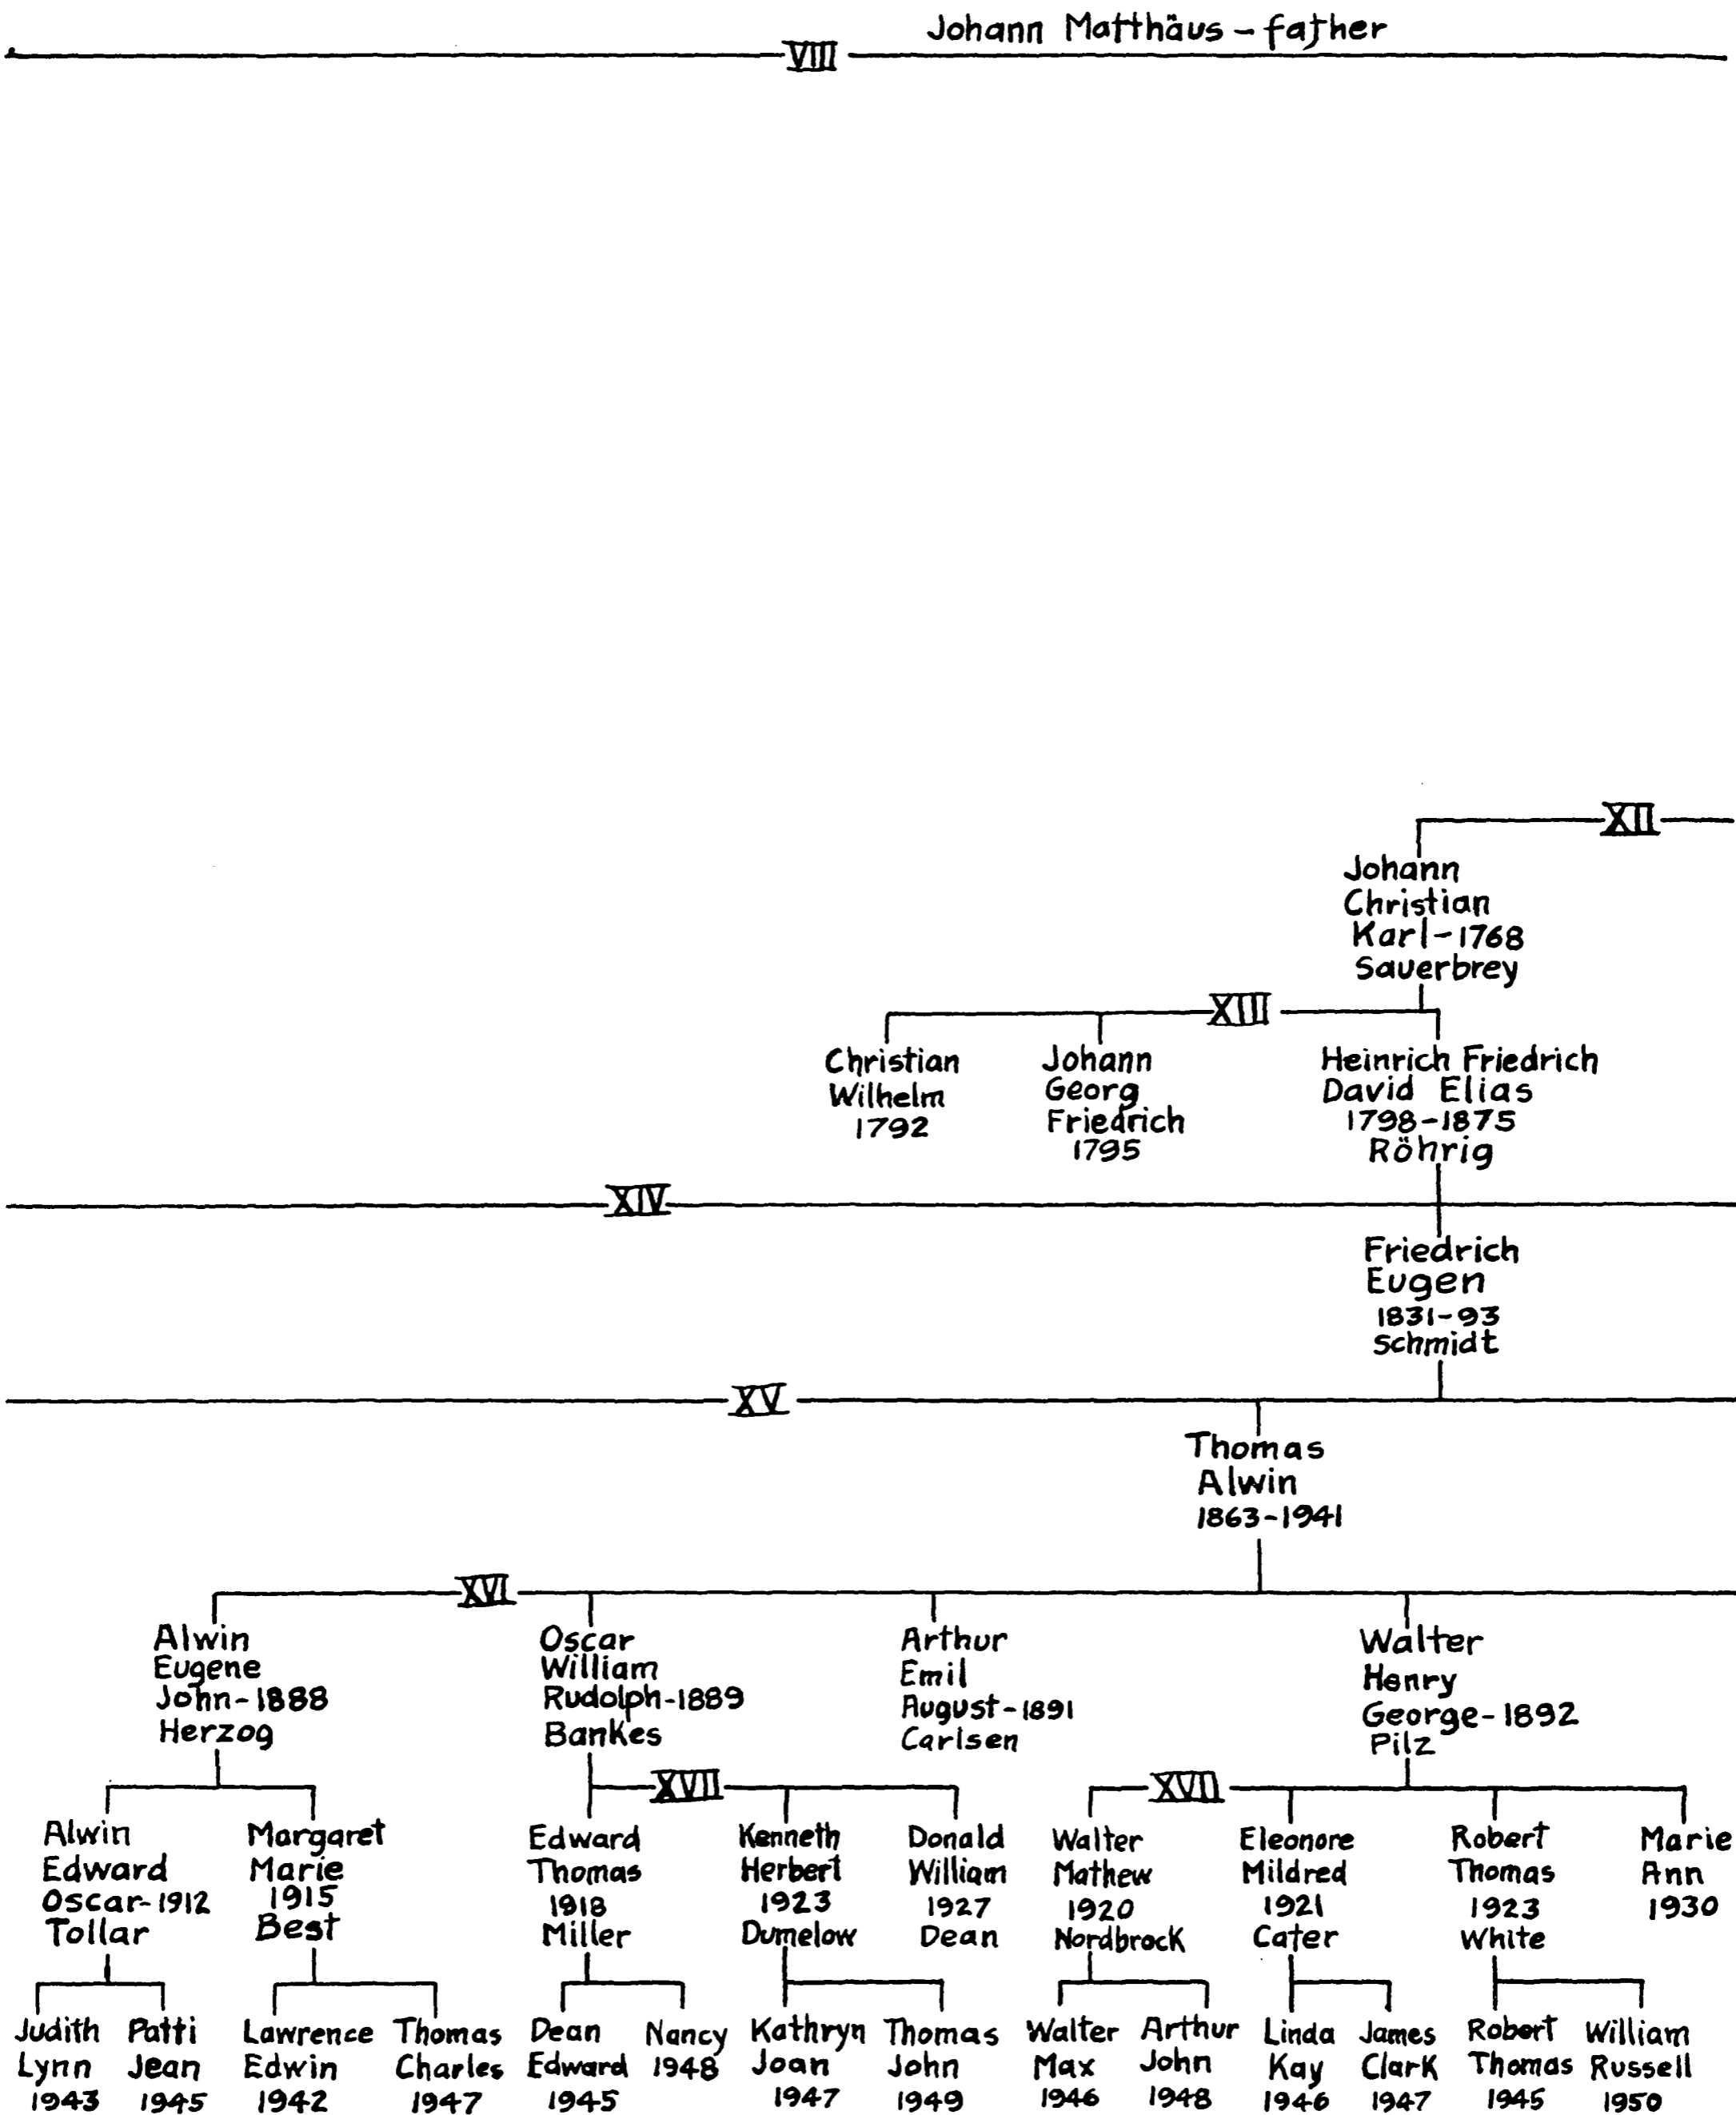 Johann Matthäus - father
VIII
XII
Johann
Christian
Karl - 1768
Sauerbrey
XIII
Christian
Wilhelm
1792
Johann
Georg
Friedrich
1795
Heinrich Friedrich
David Elias
1798-1875
Röhrig
XIV
Friedrich
Eugen
1831-93
Schmidt
XV
Thomas
Alwin
1863-1941
XVI
Alwin
Eugene
John-1888
Herzog
Oscar
William
Rudolph-1889
Bankes
Arthur
Emil
August-1891
Carlsen
Walter
Henry
George-1892
Pilz
XVII
XVII
Alwin
Edward
Oscar-1912
Tollar
Margaret
Marie
1915
Best
Edward
Thomas
1918
Miller
Kenneth
Herbert
1923
Dumelow
Donald
William
1927
Dean
Walter
Mathew
1920
Nordbrock
Eleonore
Mildred
1921
Cater
Robert
Thomas
1923
White
Marie
Ann
1930
Judith
Lynn
1943
Patti
Jean
1945
Lawrence
Edwin
1942
Thomas
Charles
1947
Dean
Edward
1945
Nancy
1948
Kathryn
Joan
1947
Thomas
John
1949
Walter
Max
1946
Arthur
John
1948
Linda
Kay
1946
James
Clark
1947
Robert
Thomas
1945
William
Russell
1950